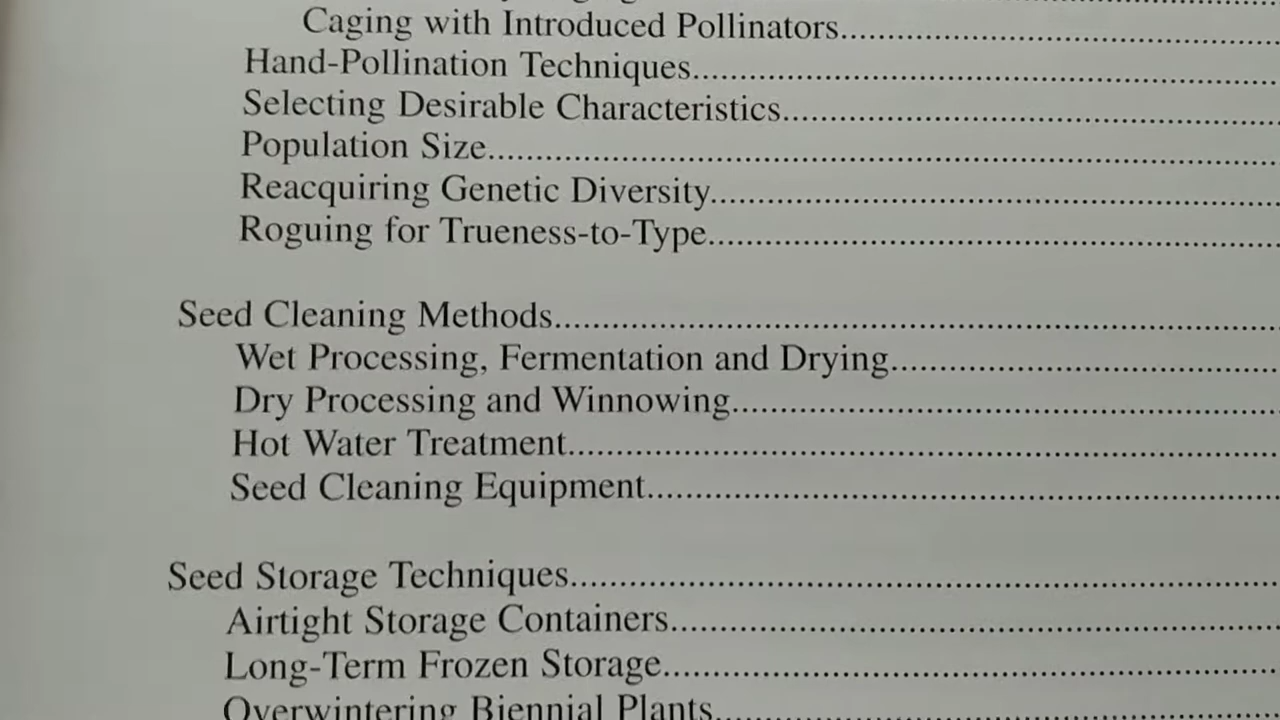 Caging with Introduced Pollinators
Hand-Pollination Techniques
Selecting Desirable Characteristics
Population Size
Reacquiring Genetic Diversity
Roguing for Trueness-to-Type
Seed Cleaning Methods
Wet Processing, Fermentation and Drying
Dry Processing and Winnowing
Hot Water Treatment
Seed Cleaning Equipment
Seed Storage Techniques
Airtight Storage Containers
Long-Term Frozen Storage
Overwintering Biennial Plants